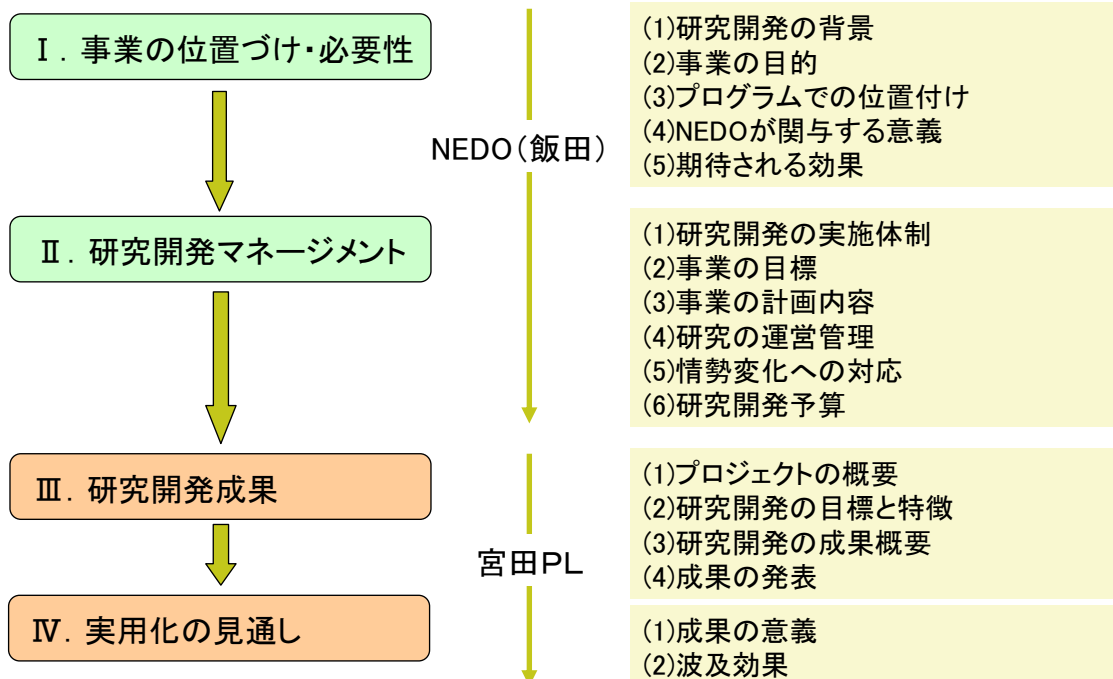 Ⅰ. 事業の位置づけ・必要性
(1)研究開発の背景
(2)事業の目的
(3)プログラムでの位置付け
(4)NEDOが関与する意義
(5)期待される効果
NEDO(飯田)
Ⅱ. 研究開発マネージメント
(1)研究開発の実施体制
(2)事業の目標
(3)事業の計画内容
(4)研究の運営管理
(5)情勢変化への対応
(6)研究開発予算
Ⅲ. 研究開発成果
(1)プロジェクトの概要
(2)研究開発の目標と特徴
(3)研究開発の成果概要
(4)成果の発表
宮田PL
Ⅳ. 実用化の見通し
(1)成果の意義
(2)波及効果